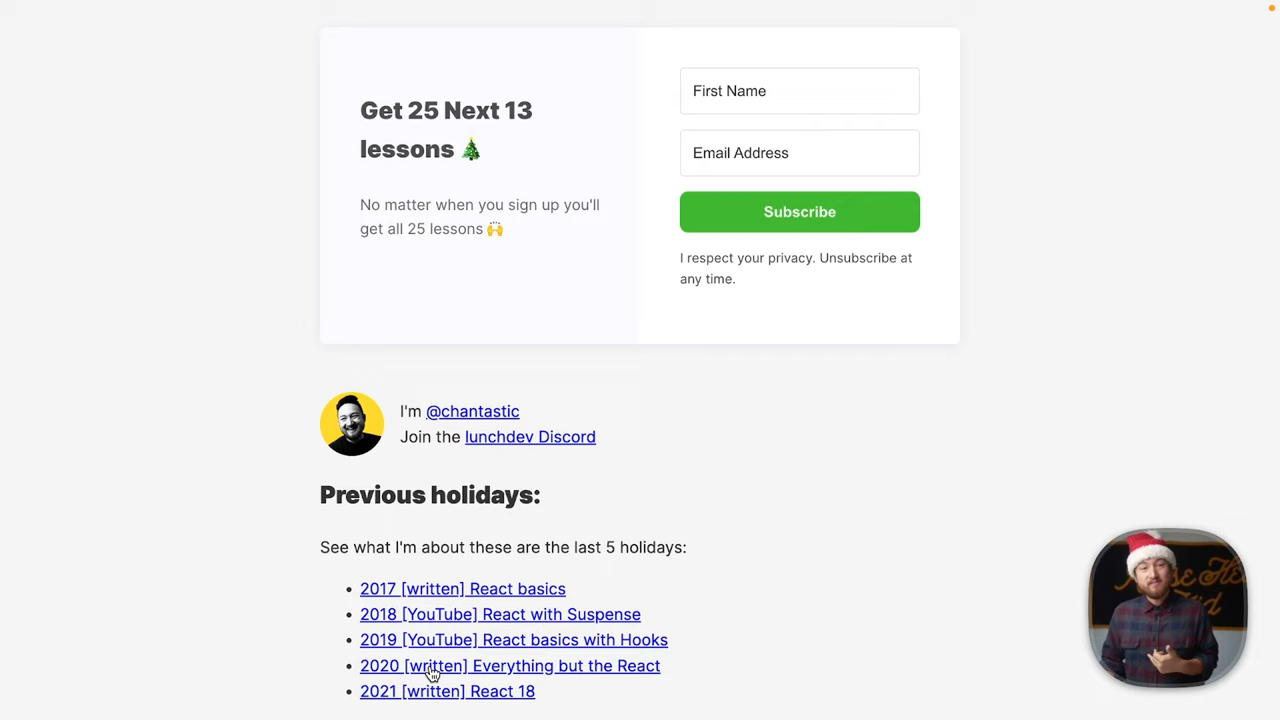 Get 25 Next 13
lessons 🎄
No matter when you sign up you'll
get all 25 lessons 🙌
First Name
Email Address
Subscribe
I respect your privacy. Unsubscribe at
any time.
I'm @chantastic
Join the lunchdev Discord
Previous holidays:
See what I'm about these are the last 5 holidays:
• 2017 [written] React basics
• 2018 [YouTube] React with Suspense
• 2019 [YouTube] React basics with Hooks
• 2020 [written] Everything but the React
• 2021 [written] React 18